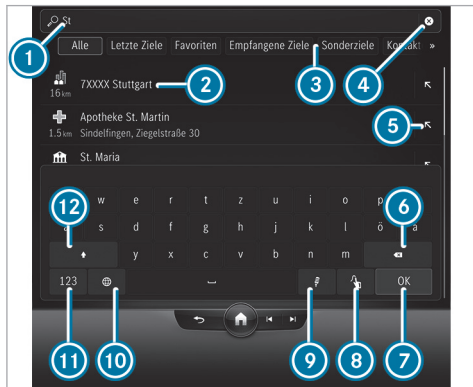 St
Alle Letzte Ziele Favoriten Empfangene Ziele Sonderziele Kontakt »
7XXXX Stuttgart
16 km
Apotheke St. Martin
1.5 km Sindelfingen, Ziegelstraße 30
St. Maria
w e r t z u i o p
s d f g h j k l ö ä
y x c v b n m
123 OK
1
2
3
4
5
6
7
8
9
10
11
12